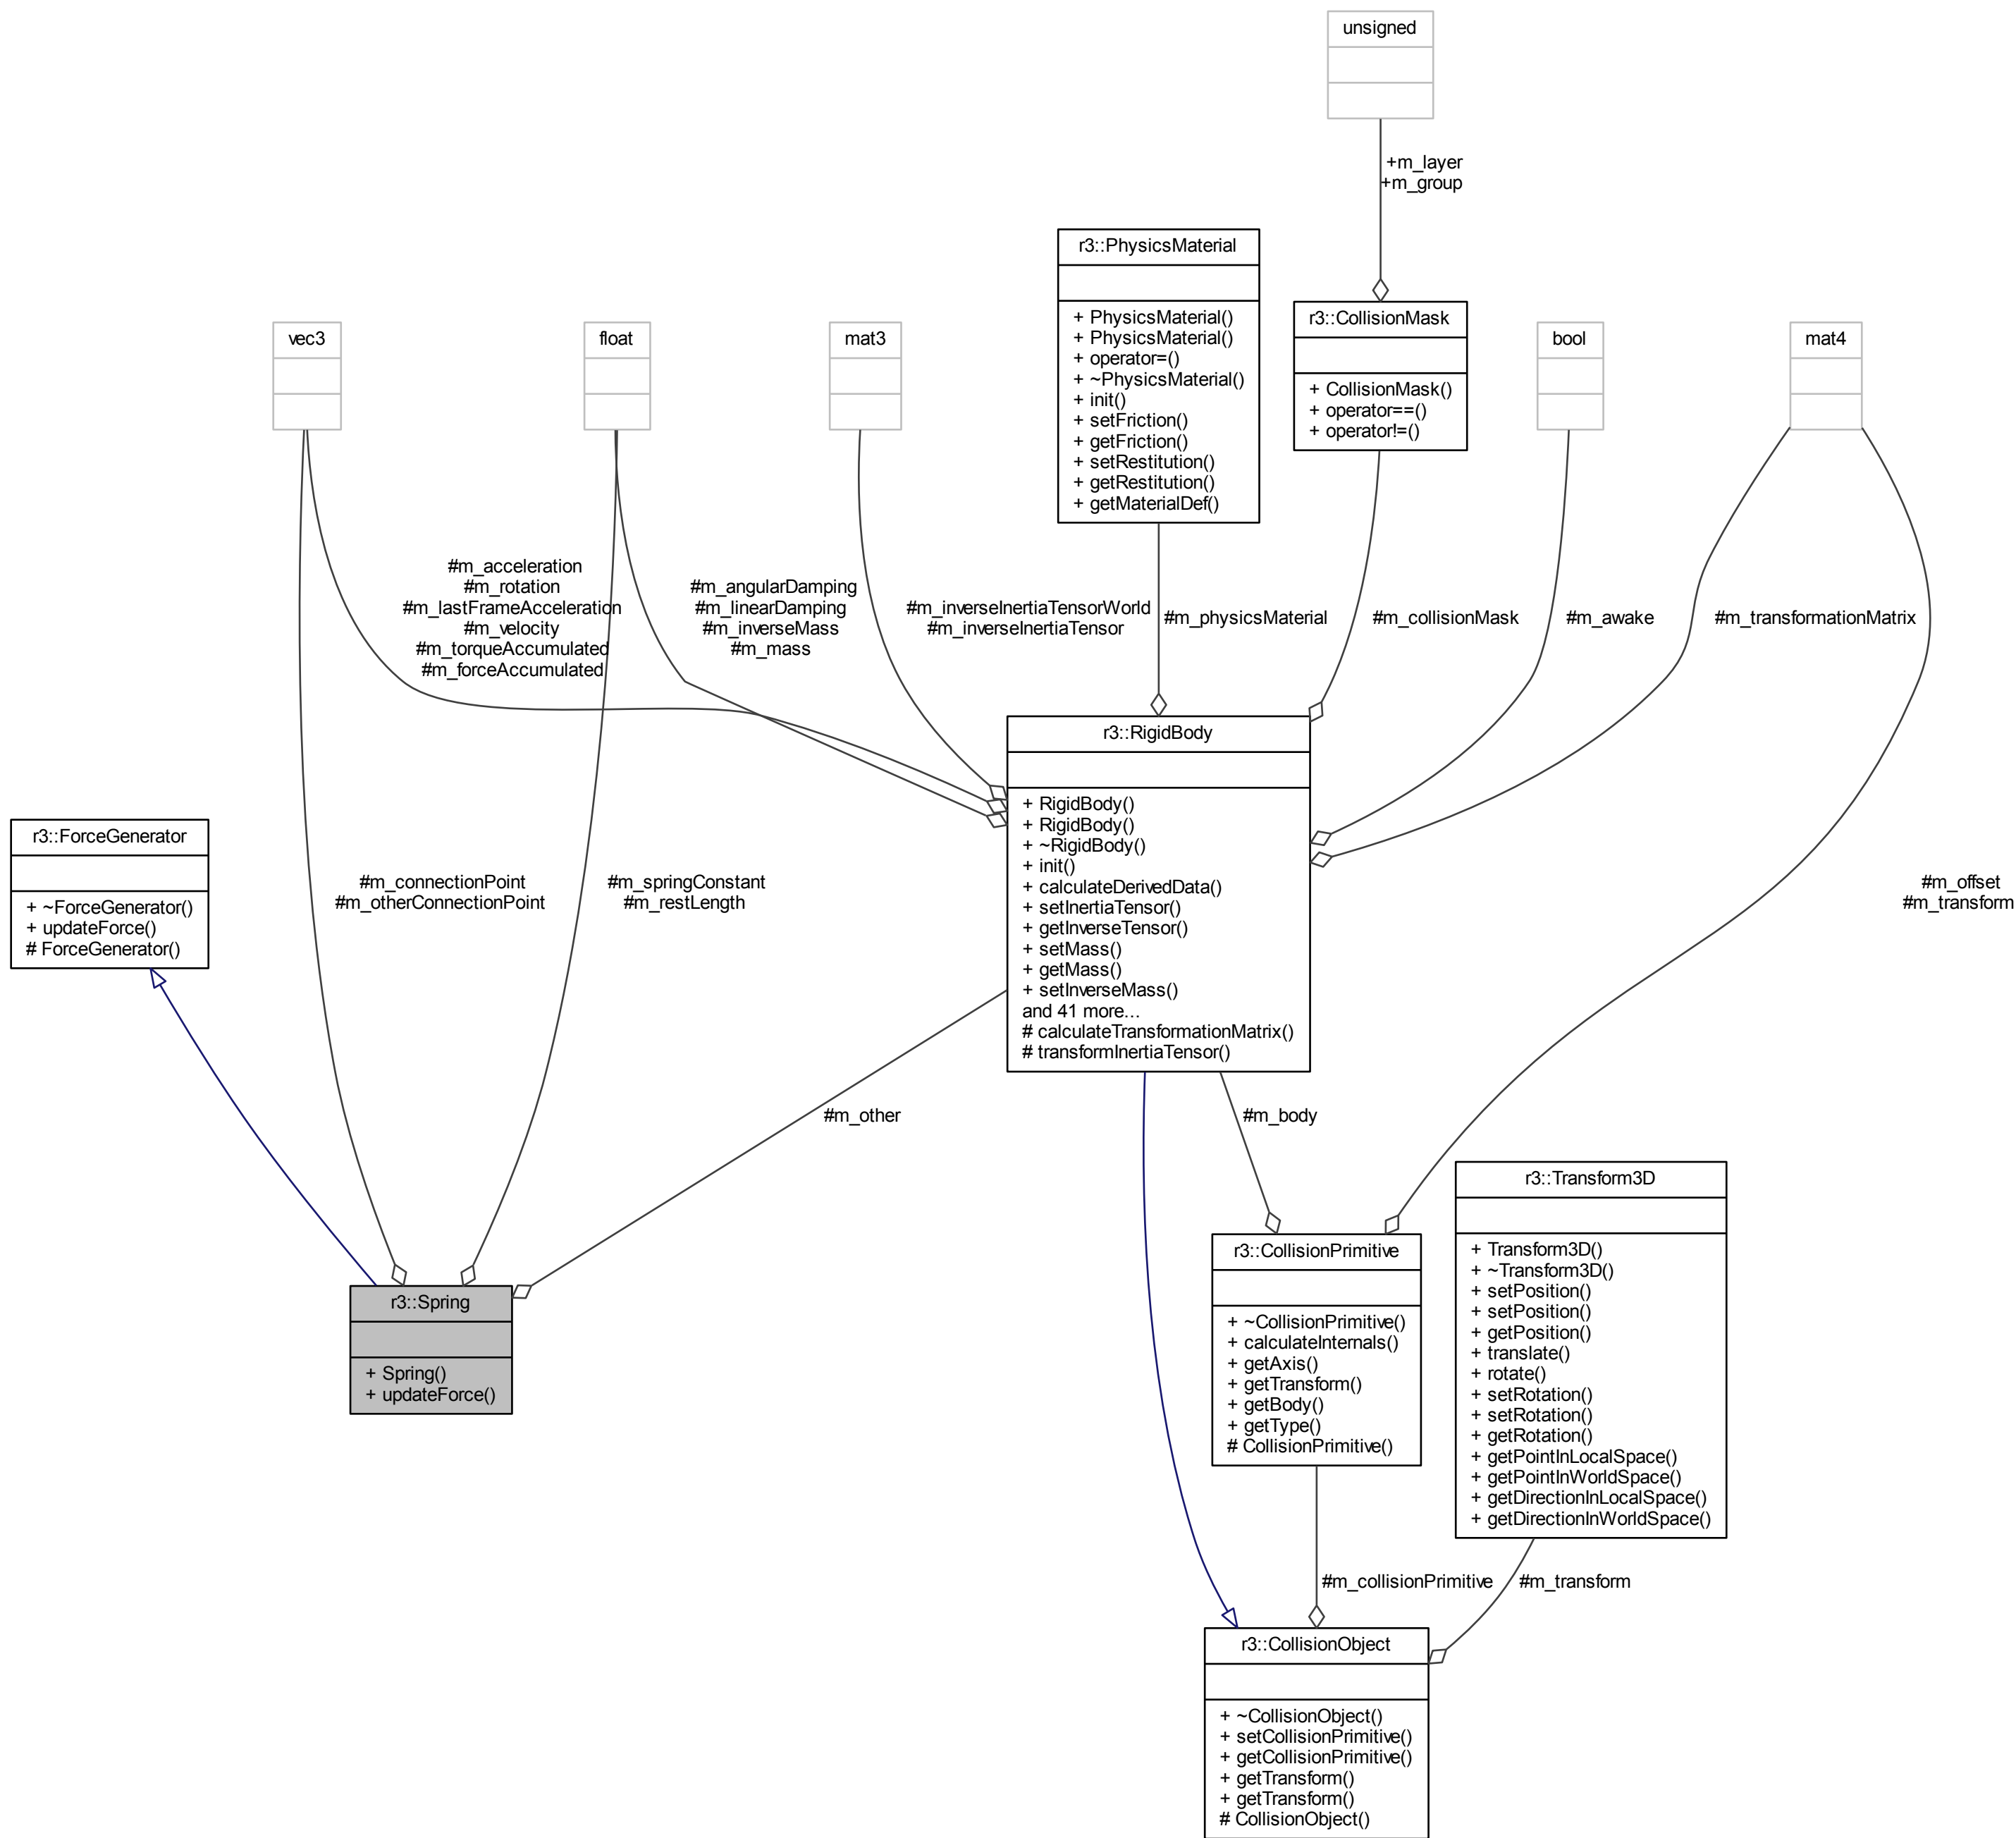 unsigned
+m_layer
+m_group
r3::PhysicsMaterial
+ PhysicsMaterial()
+ PhysicsMaterial()
+ operator=()
+ ~PhysicsMaterial()
+ init()
+ setFriction()
+ getFriction()
+ setRestitution()
+ getRestitution()
+ getMaterialDef()
r3::CollisionMask
+ CollisionMask()
+ operator==()
+ operator!=()
vec3
float
mat3
bool
mat4
#m_acceleration
#m_rotation
#m_lastFrameAcceleration
#m_velocity
#m_torqueAccumulated
#m_forceAccumulated
#m_angularDamping
#m_linearDamping
#m_inverseMass
#m_mass
#m_inverseInertiaTensorWorld
#m_inverseInertiaTensor
#m_physicsMaterial
#m_collisionMask
#m_awake
#m_transformationMatrix
r3::RigidBody
+ RigidBody()
+ RigidBody()
+ ~RigidBody()
+ init()
+ calculateDerivedData()
+ setInertiaTensor()
+ getInverseTensor()
+ setMass()
+ getMass()
+ setInverseMass()
and 41 more...
# calculateTransformationMatrix()
# transformInertiaTensor()
r3::ForceGenerator
+ ~ForceGenerator()
+ updateForce()
# ForceGenerator()
#m_connectionPoint
#m_otherConnectionPoint
#m_springConstant
#m_restLength
#m_offset
#m_transform
#m_other
#m_body
r3::Spring
+ Spring()
+ updateForce()
r3::CollisionPrimitive
+ ~CollisionPrimitive()
+ calculateInternals()
+ getAxis()
+ getTransform()
+ getBody()
+ getType()
# CollisionPrimitive()
r3::Transform3D
+ Transform3D()
+ ~Transform3D()
+ setPosition()
+ setPosition()
+ getPosition()
+ translate()
+ rotate()
+ setRotation()
+ setRotation()
+ getRotation()
+ getPointInLocalSpace()
+ getPointInWorldSpace()
+ getDirectionInLocalSpace()
+ getDirectionInWorldSpace()
#m_collisionPrimitive
#m_transform
r3::CollisionObject
+ ~CollisionObject()
+ setCollisionPrimitive()
+ getCollisionPrimitive()
+ getTransform()
+ getTransform()
# CollisionObject()